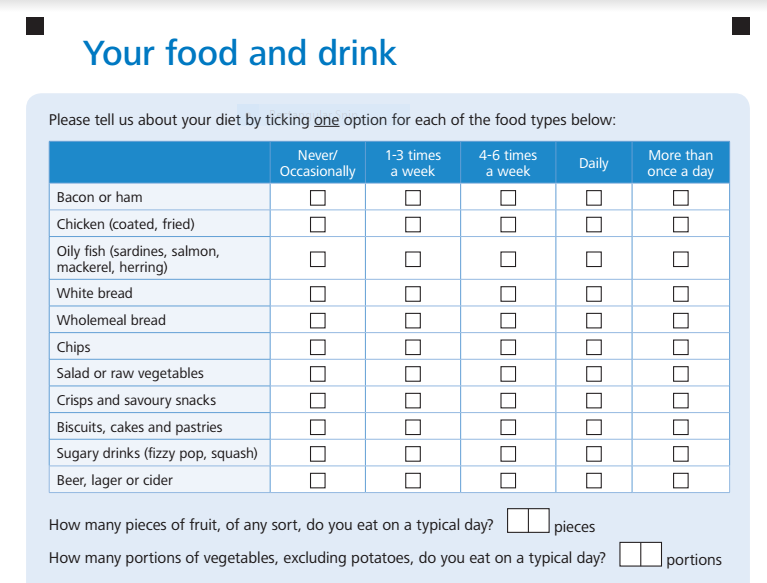 Your food and drink
Please tell us about your diet by ticking one option for each of the food types below:
Never/ 1-3 times 4-6 times Daily More than
Occasionally a week a week once a day
Bacon or ham
Chicken (coated, fried)
Oily fish (sardines, salmon,
mackerel, herring)
White bread
Wholemeal bread
Chips
Salad or raw vegetables
Crisps and savoury snacks
Biscuits, cakes and pastries
Sugary drinks (fizzy pop, squash)
Beer, lager or cider
How many pieces of fruit, of any sort, do you eat on a typical day? pieces
How many portions of vegetables, excluding potatoes, do you eat on a typical day? portions